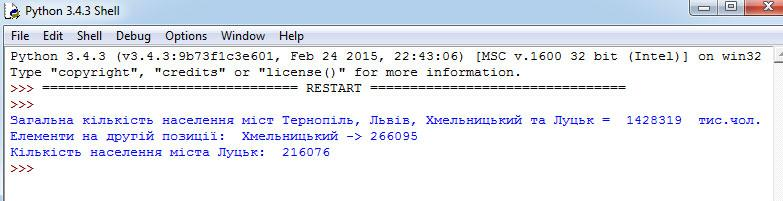 Python 3.4.3 Shell
File Edit Shell Debug Options Window Help
Python 3.4.3 (v3.4.3:9b73f1c3e601, Feb 24 2015, 22:43:06) [MSC v.1600 32 bit (Intel)] on win32
Type "copyright", "credits" or "license()" for more information.
>>> ================================ RESTART ================================
>>>
Загальна кількість населення міст Тернопіль, Львів, Хмельницький та Луцьк =  1428319  тис.чол.
Елементи на другій позиції:  Хмельницький -> 266095
Кількість населення міста Луцьк:  216076
>>>